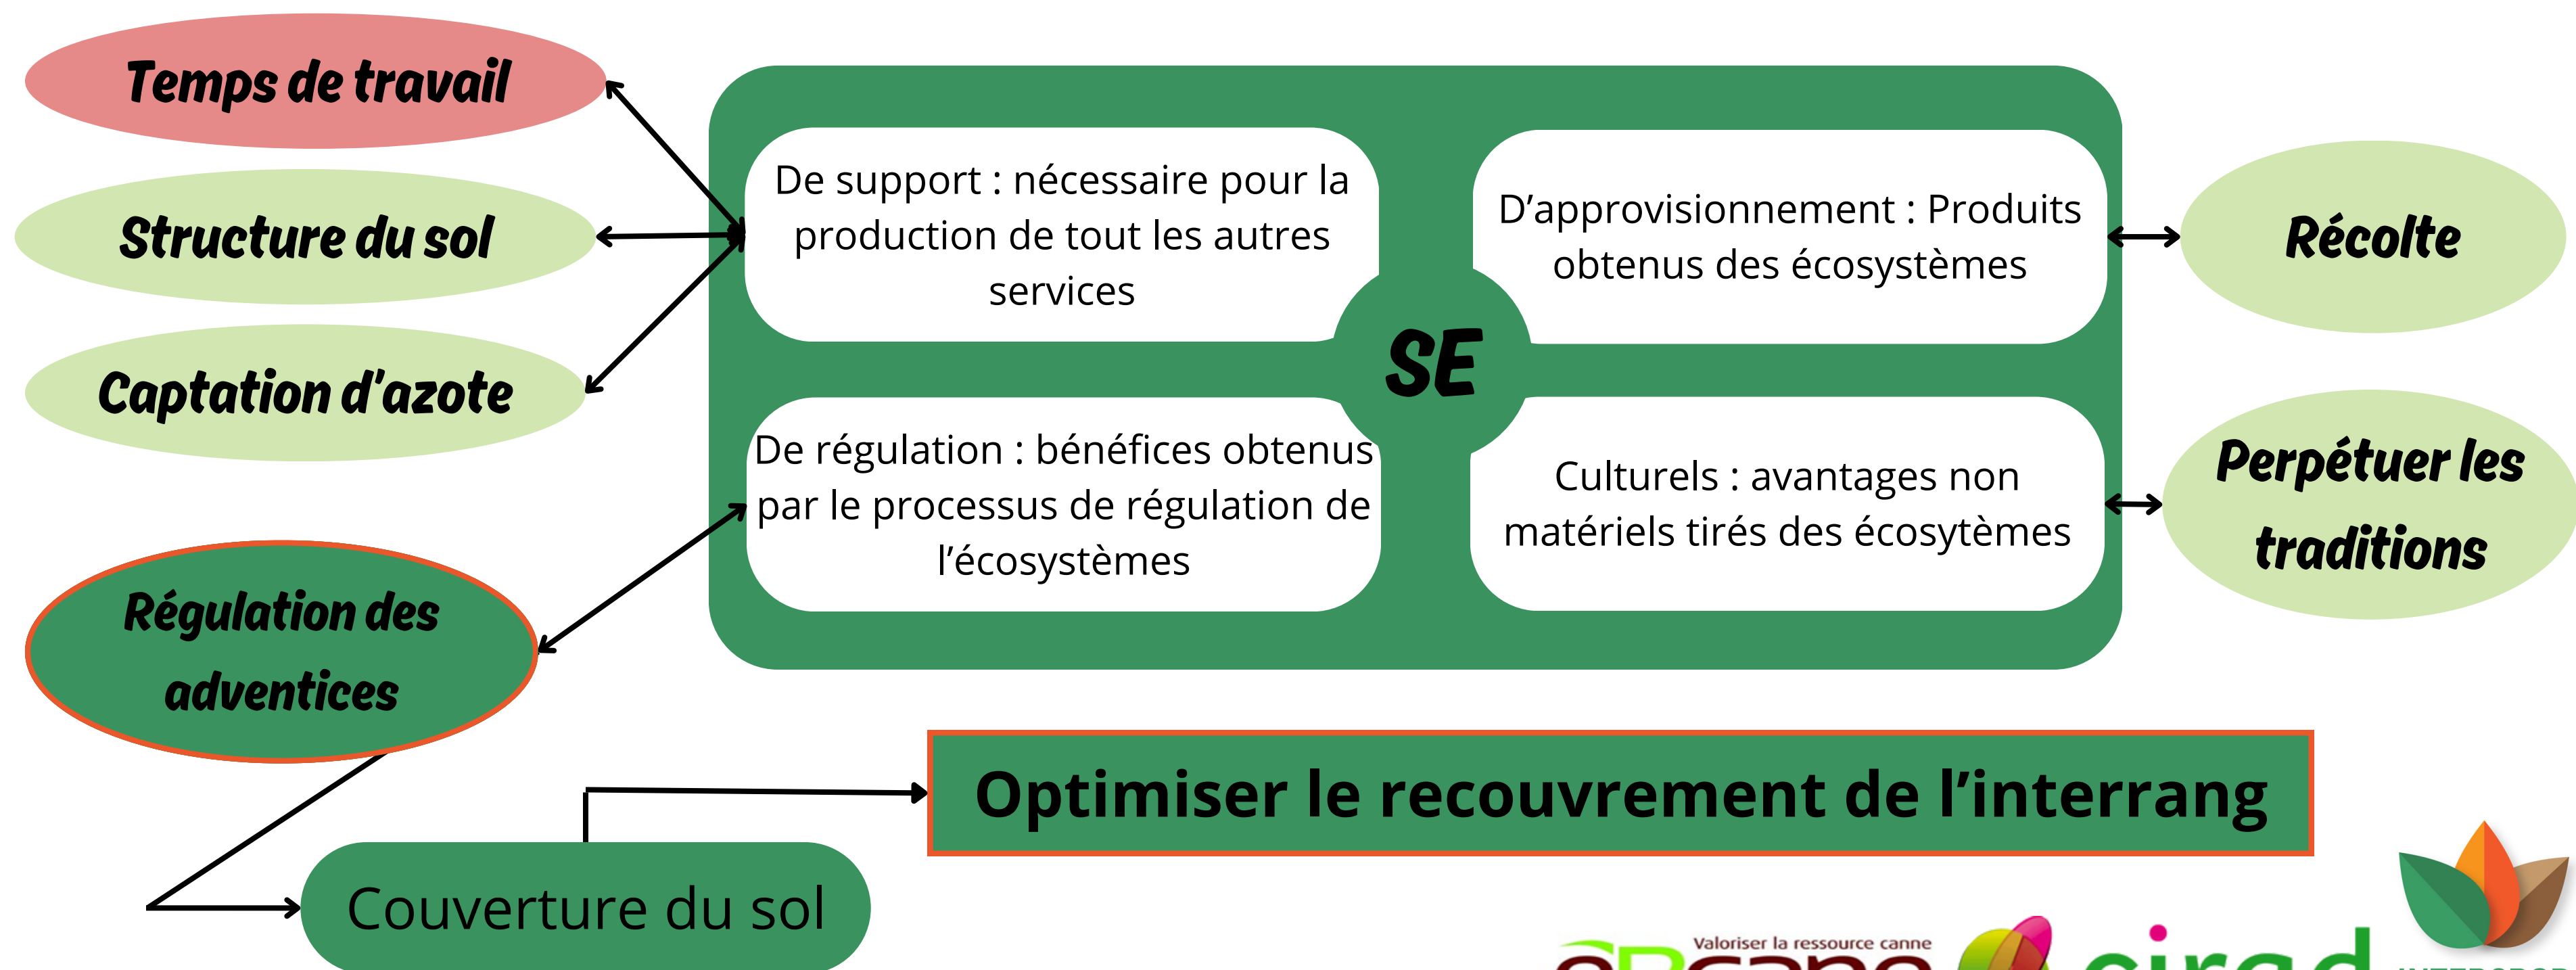 Temps de travail
Structure du sol
Captation d'azote
Régulation des
adventices
De support : nécessaire pour la
production de tout les autres
services
D’approvisionnement : Produits
obtenus des écosystèmes
SE
De régulation : bénéfices obtenus
par le processus de régulation de
l’écosystèmes
Culturels : avantages non
matériels tirés des écosytèmes
Récolte
Perpétuer les
traditions
Optimiser le recouvrement de l’interrang
Couverture du sol
Valoriser la ressource canne
cirad